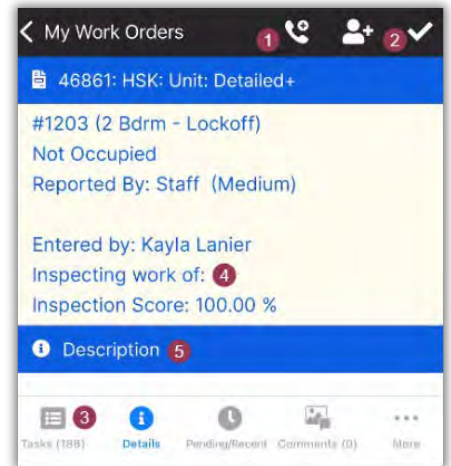 My Work Orders 1 2
46861: HSK: Unit: Detailed+
#1203 (2 Bdrm - Lockoff)
Not Occupied
Reported By: Staff (Medium)
Entered by: Kayla Lanier
Inspecting work of: 4
Inspection Score: 100.00 %
Description 5
3
Tasks (188) Details Pending/Recent Comments (0) More